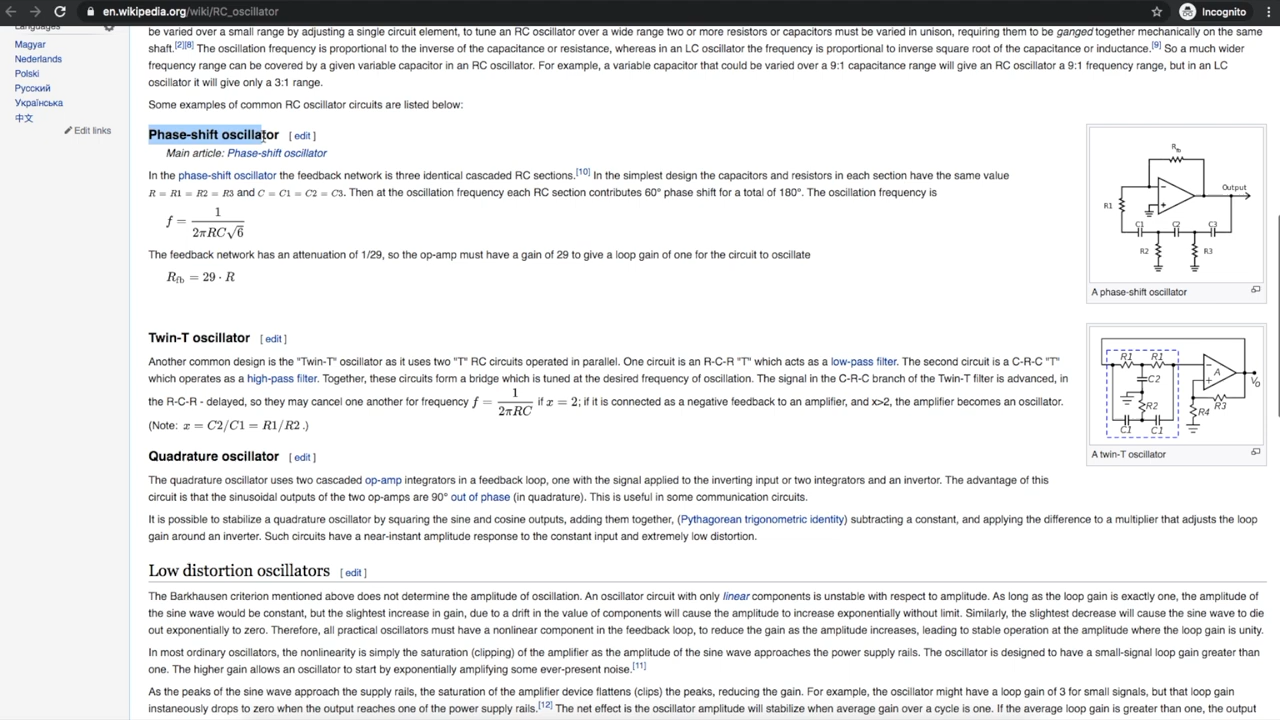 en.wikipedia.org/wiki/RC_oscillator
Incognito
Languages
Magyar
Nederlands
Polski
Русский
Українська
中文
Edit links
be varied over a small range by adjusting a single circuit element, to tune an RC oscillator over a wide range two or more resistors or capacitors must be varied in unison, requiring them to be ganged together mechanically on the same
shaft.[2][8] The oscillation frequency is proportional to the inverse of the capacitance or resistance, whereas in an LC oscillator the frequency is proportional to inverse square root of the capacitance or inductance.[9] So a much wider
frequency range can be covered by a given variable capacitor in an RC oscillator. For example, a variable capacitor that could be varied over a 9:1 capacitance range will give an RC oscillator a 9:1 frequency range, but in an LC
oscillator it will give only a 3:1 range.
Some examples of common RC oscillator circuits are listed below:
Phase-shift oscillator [ edit ]
Main article: Phase-shift oscillator
In the phase-shift oscillator the feedback network is three identical cascaded RC sections.[10] In the simplest design the capacitors and resistors in each section have the same value
R = R1 = R2 = R3 and C = C1 = C2 = C3. Then at the oscillation frequency each RC section contributes 60° phase shift for a total of 180°. The oscillation frequency is
f = 1 / 2πRC√6
The feedback network has an attenuation of 1/29, so the op-amp must have a gain of 29 to give a loop gain of one for the circuit to oscillate
Rfb = 29 · R
Rfb
Output
R1
C1 C2 C3
R2 R3
A phase-shift oscillator
Twin-T oscillator [ edit ]
Another common design is the "Twin-T" oscillator as it uses two "T" RC circuits operated in parallel. One circuit is an R-C-R "T" which acts as a low-pass filter. The second circuit is a C-R-C "T"
which operates as a high-pass filter. Together, these circuits form a bridge which is tuned at the desired frequency of oscillation. The signal in the C-R-C branch of the Twin-T filter is advanced, in
the R-C-R - delayed, so they may cancel one another for frequency f = 1 / 2πRC if x = 2; if it is connected as a negative feedback to an amplifier, and x>2, the amplifier becomes an oscillator.
(Note: x = C2/C1 = R1/R2 .)
R1 R1
C2
A
Vo
R2
R3
R4
C1 C1
A twin-T oscillator
Quadrature oscillator [ edit ]
The quadrature oscillator uses two cascaded op-amp integrators in a feedback loop, one with the signal applied to the inverting input or two integrators and an invertor. The advantage of this
circuit is that the sinusoidal outputs of the two op-amps are 90° out of phase (in quadrature). This is useful in some communication circuits.
It is possible to stabilize a quadrature oscillator by squaring the sine and cosine outputs, adding them together, (Pythagorean trigonometric identity) subtracting a constant, and applying the difference to a multiplier that adjusts the loop
gain around an inverter. Such circuits have a near-instant amplitude response to the constant input and extremely low distortion.
Low distortion oscillators [ edit ]
The Barkhausen criterion mentioned above does not determine the amplitude of oscillation. An oscillator circuit with only linear components is unstable with respect to amplitude. As long as the loop gain is exactly one, the amplitude of
the sine wave would be constant, but the slightest increase in gain, due to a drift in the value of components will cause the amplitude to increase exponentially without limit. Similarly, the slightest decrease will cause the sine wave to die
out exponentially to zero. Therefore, all practical oscillators must have a nonlinear component in the feedback loop, to reduce the gain as the amplitude increases, leading to stable operation at the amplitude where the loop gain is unity.
In most ordinary oscillators, the nonlinearity is simply the saturation (clipping) of the amplifier as the amplitude of the sine wave approaches the power supply rails. The oscillator is designed to have a small-signal loop gain greater than
one. The higher gain allows an oscillator to start by exponentially amplifying some ever-present noise.[11]
As the peaks of the sine wave approach the supply rails, the saturation of the amplifier device flattens (clips) the peaks, reducing the gain. For example, the oscillator might have a loop gain of 3 for small signals, but that loop gain
instaneously drops to zero when the output reaches one of the power supply rails.[12] The net effect is the oscillator amplitude will stabilize when average gain over a cycle is one. If the average loop gain is greater than one, the output